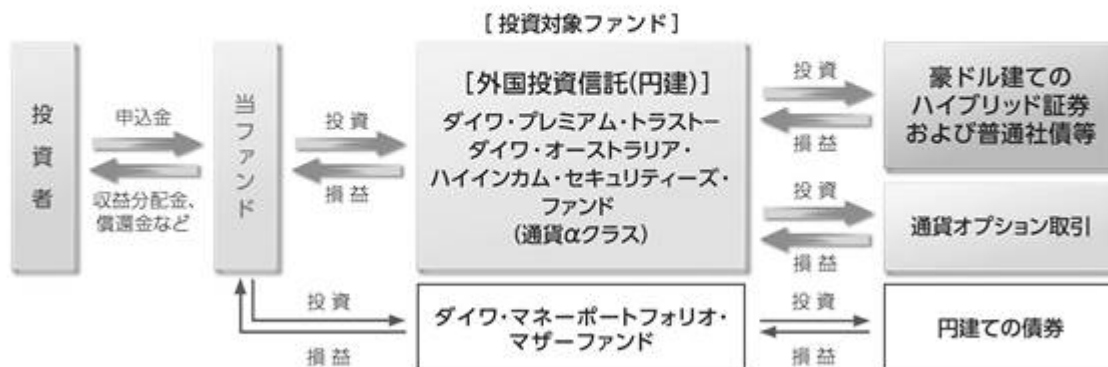 [ 投資対象ファンド ]
投資者
申込金
収益分配金、
償還金など
当ファンド
投資
損益
[外国投資信託(円建)]
ダイワ・プレミアム・トラスト－
ダイワ・オーストラリア・
ハイインカム・セキュリティーズ・
ファンド
(通貨αクラス)
投資
損益
豪ドル建ての
ハイブリッド証券
および普通社債等
投資
損益
通貨オプション取引
投資
損益
ダイワ・マネーポートフォリオ・
マザーファンド
投資
損益
円建ての債券